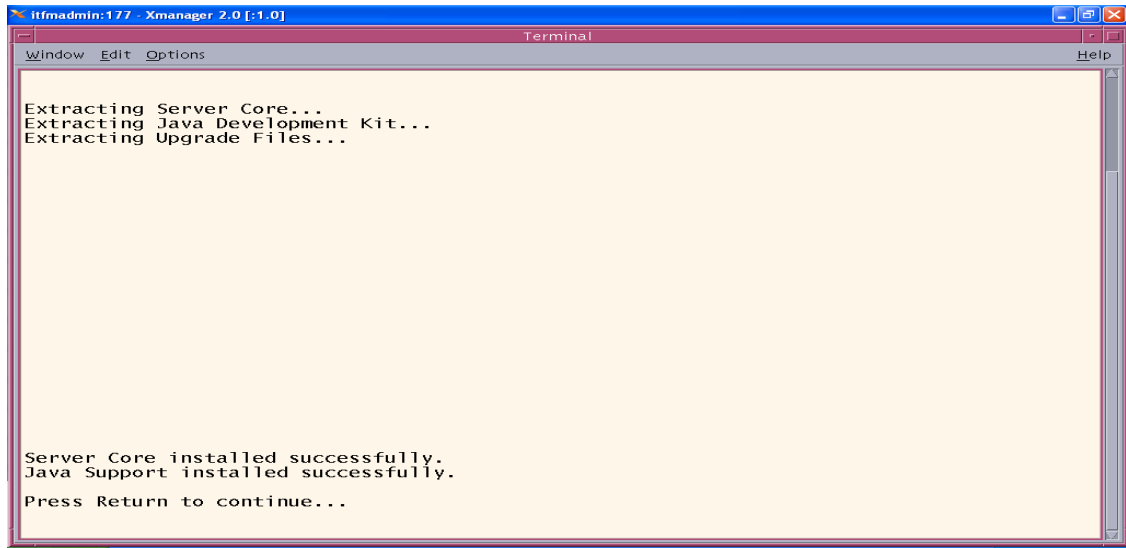 itfmadmin:177 - Xmanager 2.0 [:1.0]
Terminal
Window Edit Options Help
Extracting Server Core...
Extracting Java Development Kit...
Extracting Upgrade Files...
Server Core installed successfully.
Java Support installed successfully.
Press Return to continue...